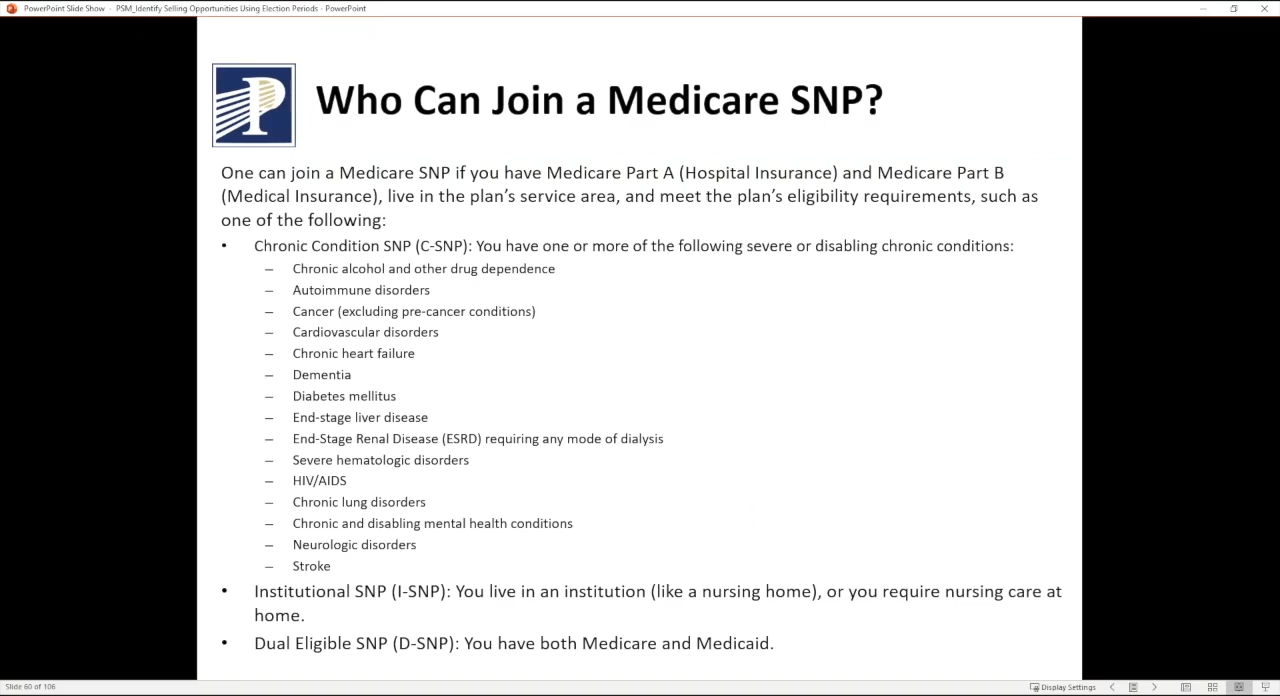 PowerPoint Slide Show - PSM_Identify Selling Opportunities Using Election Periods - PowerPoint
P
Who Can Join a Medicare SNP?
One can join a Medicare SNP if you have Medicare Part A (Hospital Insurance) and Medicare Part B
(Medical Insurance), live in the plan's service area, and meet the plan's eligibility requirements, such as
one of the following:
• Chronic Condition SNP (C-SNP): You have one or more of the following severe or disabling chronic conditions:
– Chronic alcohol and other drug dependence
– Autoimmune disorders
– Cancer (excluding pre-cancer conditions)
– Cardiovascular disorders
– Chronic heart failure
– Dementia
– Diabetes mellitus
– End-stage liver disease
– End-Stage Renal Disease (ESRD) requiring any mode of dialysis
– Severe hematologic disorders
– HIV/AIDS
– Chronic lung disorders
– Chronic and disabling mental health conditions
– Neurologic disorders
– Stroke
• Institutional SNP (I-SNP): You live in an institution (like a nursing home), or you require nursing care at
home.
• Dual Eligible SNP (D-SNP): You have both Medicare and Medicaid.
Slide 60 of 106
Display Settings